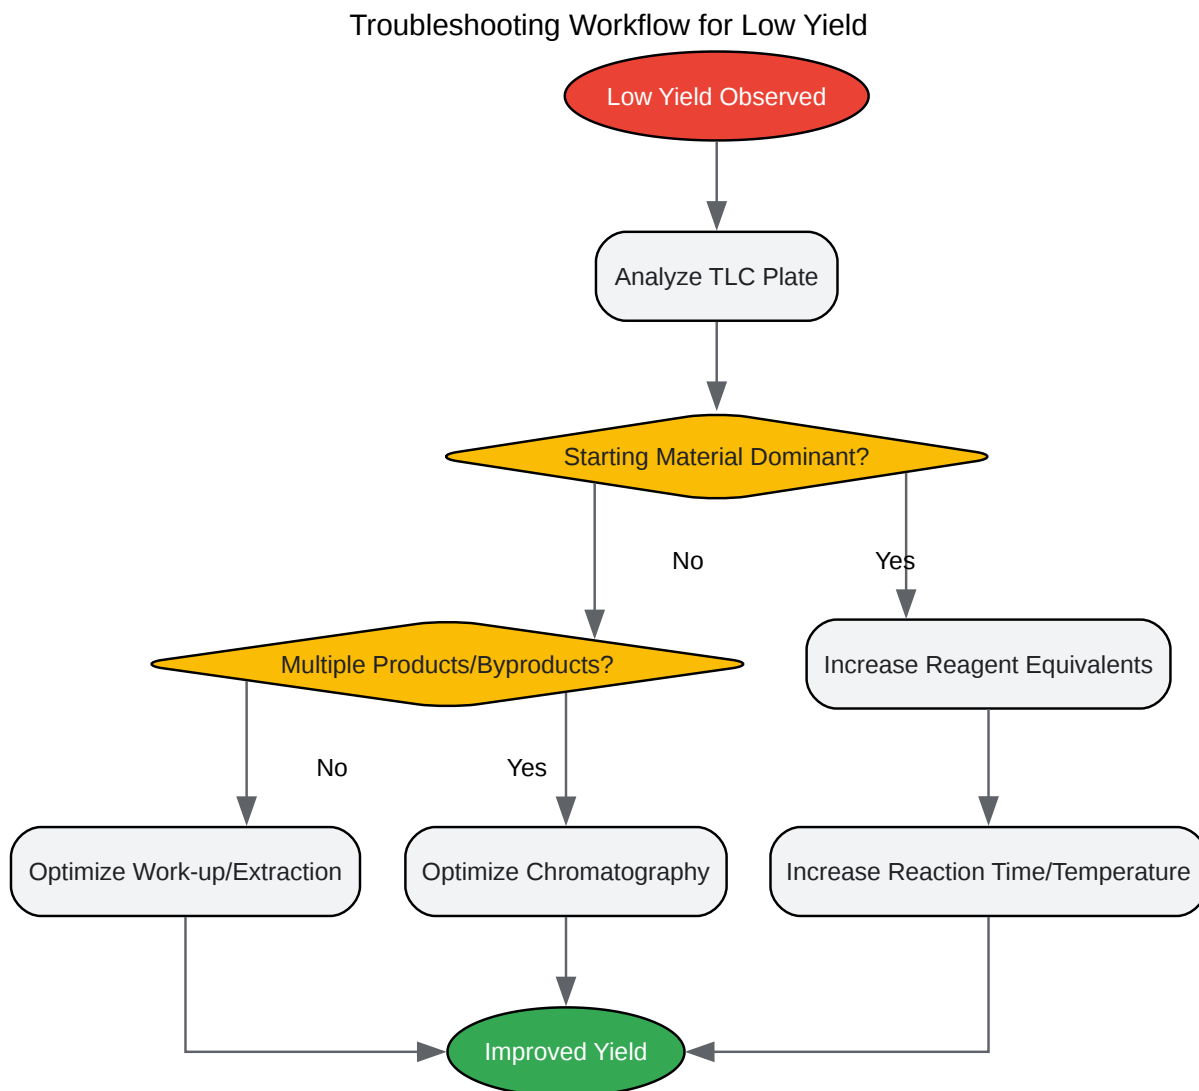 Troubleshooting Workflow for Low Yield
Low Yield Observed
Analyze TLC Plate
Starting Material Dominant?
No
Yes
Multiple Products/Byproducts?
Increase Reagent Equivalents
No
Yes
Optimize Work-up/Extraction
Optimize Chromatography
Increase Reaction Time/Temperature
Improved Yield